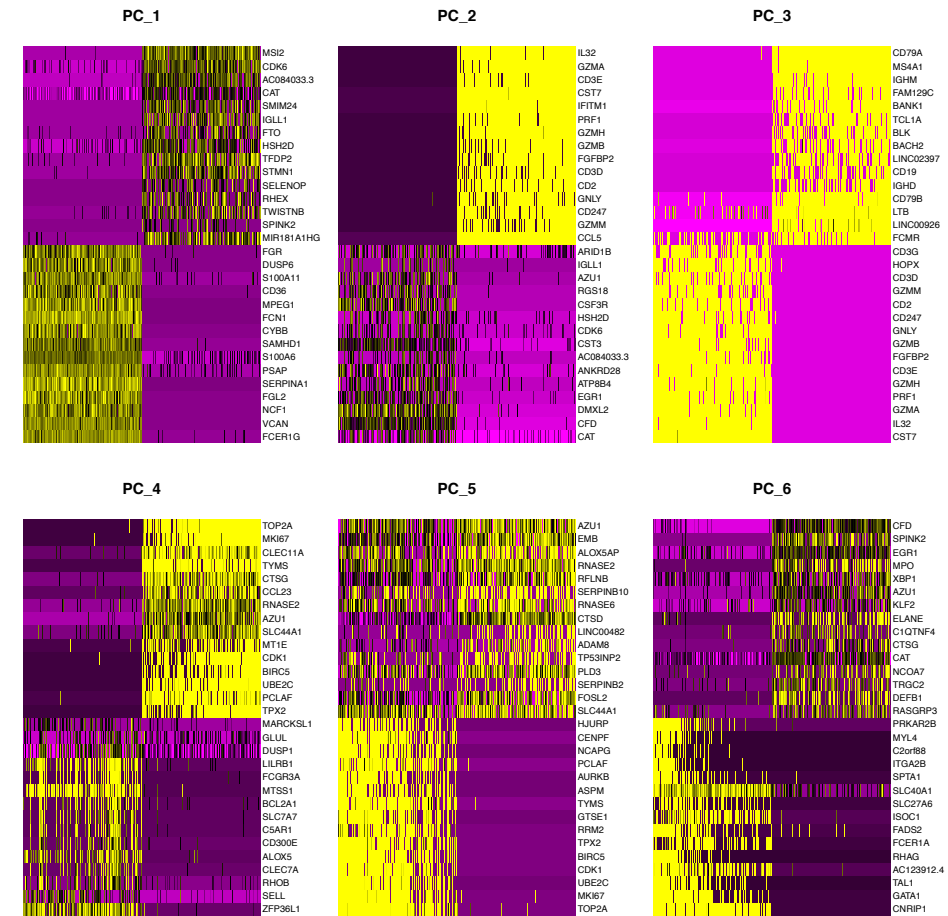 PC_1
PC_2
PC_3
MSI2
CDK6
AC084033.3
CAT
SMIM24
IGLL1
FTO
HSH2D
TFDP2
STMN1
SELENOP
RHEX
TWISTNB
SPINK2
MIR181A1HG
FGR
DUSP6
S100A11
CD36
MPEG1
FCN1
CYBB
SAMHD1
S100A6
PSAP
SERPINA1
FGL2
NCF1
VCAN
FCER1G
IL32
GZMA
CD3E
CST7
IFITM1
PRF1
GZMH
GZMB
FGFBP2
CD3D
CD2
GNLY
CD247
GZMM
CCL5
ARID1B
IGLL1
AZU1
RGS18
CSF3R
HSH2D
CDK6
CST3
AC084033.3
ANKRD28
ATP8B4
EGR1
DMXL2
CFD
CAT
CD79A
MS4A1
IGHM
FAM129C
BANK1
TCL1A
BLK
BACH2
LINC02397
CD19
IGHD
CD79B
LTB
LINC00926
FCMR
CD3G
HOPX
CD3D
GZMM
CD2
CD247
GNLY
GZMB
FGFBP2
CD3E
GZMH
PRF1
GZMA
IL32
CST7
PC_4
PC_5
PC_6
TOP2A
MKI67
CLEC11A
TYMS
CTSG
CCL23
RNASE2
AZU1
SLC44A1
MT1E
CDK1
BIRC5
UBE2C
PCLAF
TPX2
MARCKSL1
GLUL
DUSP1
LILRB1
FCGR3A
MTSS1
BCL2A1
SLC7A7
C5AR1
CD300E
ALOX5
CLEC7A
RHOB
SELL
ZFP36L1
AZU1
EMB
ALOX5AP
RNASE2
RFLNB
SERPINB10
RNASE6
CTSD
LINC00482
ADAM8
TP53INP2
PLD3
SERPINB2
FOSL2
SLC44A1
HJURP
CENPF
NCAPG
PCLAF
AURKB
ASPM
TYMS
GTSE1
RRM2
TPX2
BIRC5
CDK1
UBE2C
MKI67
TOP2A
CFD
SPINK2
EGR1
MPO
XBP1
AZU1
KLF2
ELANE
C1QTNF4
CTSG
CAT
NCOA7
TRGC2
DEFB1
RASGRP3
PRKAR2B
MYL4
C2orf88
ITGA2B
SPTA1
SLC40A1
SLC27A6
ISOC1
FADS2
FCER1A
RHAG
AC123912.4
TAL1
GATA1
CNRIP1